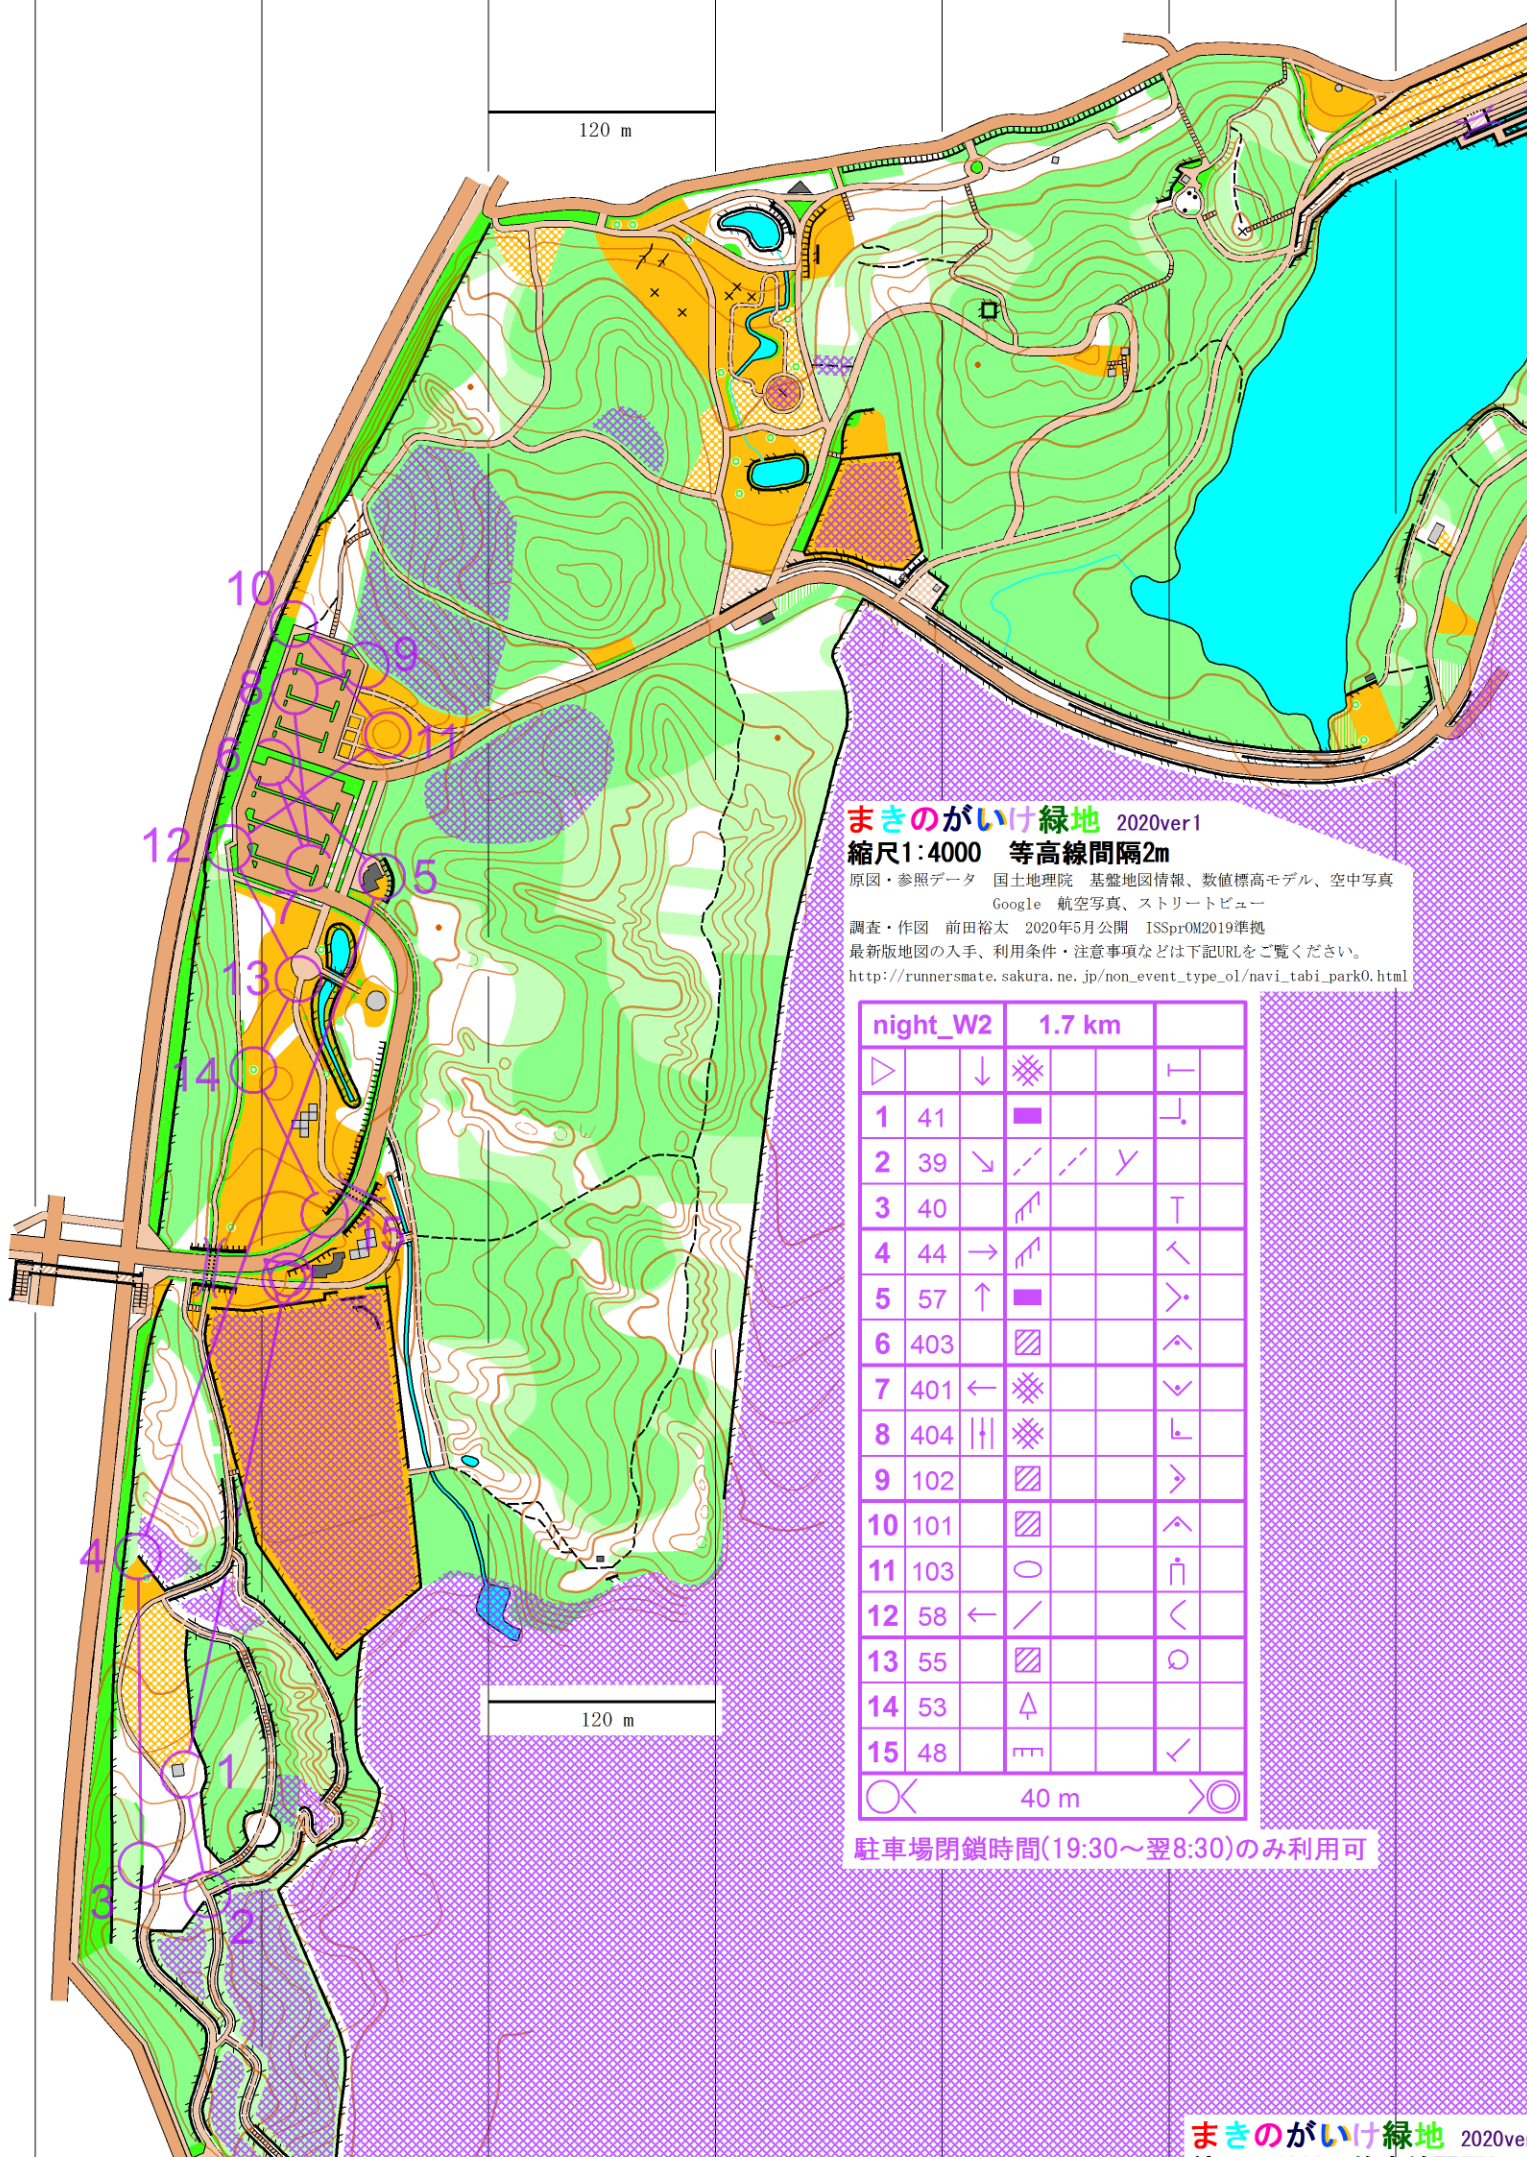 120 m
10
9
8
11
6
12
5
7
13
14
15
4
1
3
2
まきのがいけ緑地 2020ver1
縮尺1:4000 等高線間隔2m
原図・参照データ 国土地理院 基盤地図情報、数値標高モデル、空中写真
Google 航空写真、ストリートビュー
調査・作図 前田裕太 2020年5月公開 ISSprOM2019準拠
最新版地図の入手、利用条件・注意事項などは下記URLをご覧ください。
http://runnersmate.sakura.ne.jp/non_event_type_ol/navi_tabi_park0.html
night_W2 1.7 km
1 41
2 39
3 40
4 44
5 57
6 403
7 401
8 404
9 102
10 101
11 103
12 58
13 55
14 53
15 48
40 m
駐車場閉鎖時間(19:30～翌8:30)のみ利用可
120 m
まきのがいけ緑地 2020ve